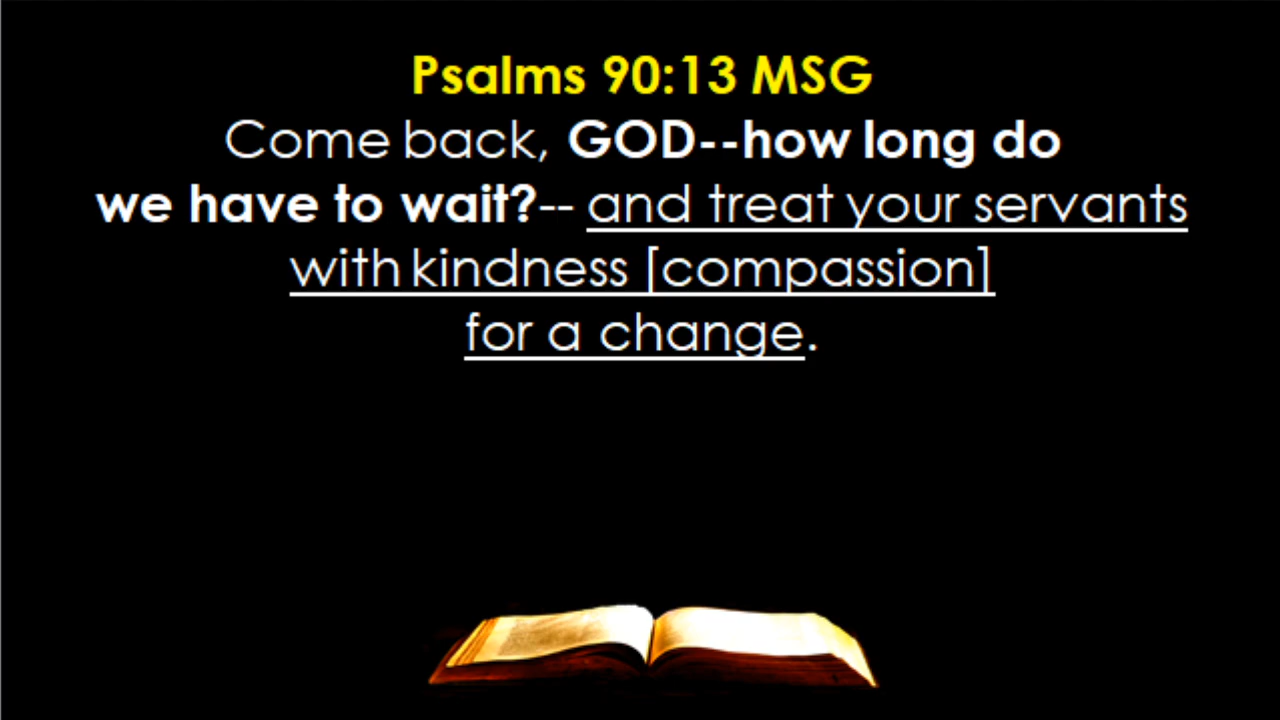 Psalms 90:13 MSG
Come back, GOD--how long do
we have to wait?-- and treat your servants
with kindness [compassion]
for a change.